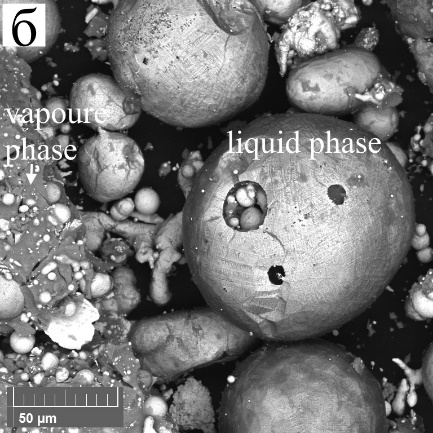 б
vapoure
phase
liquid phase
50 µm